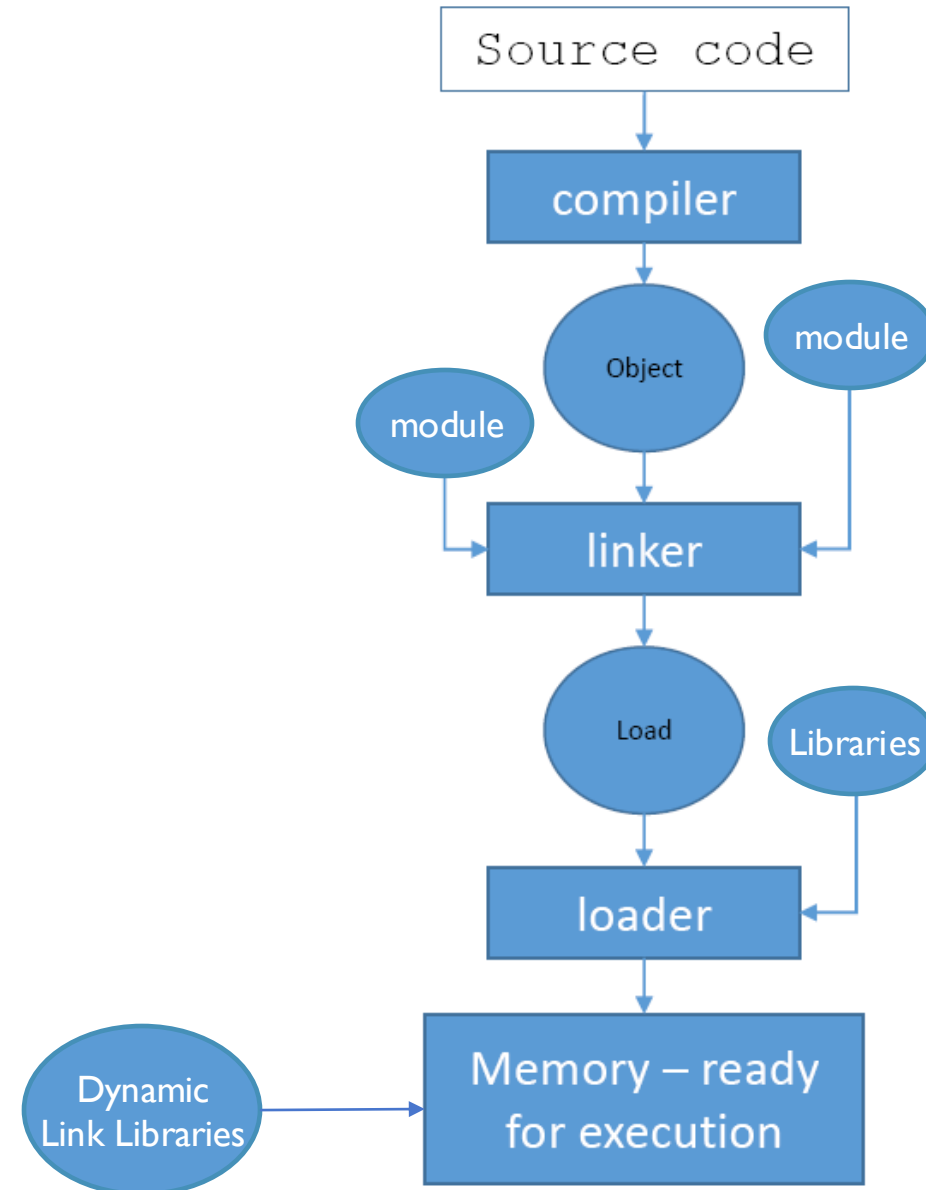 Source code
compiler
Object
module
module
linker
Load
Libraries
loader
Memory – ready
for execution
Dynamic
Link Libraries